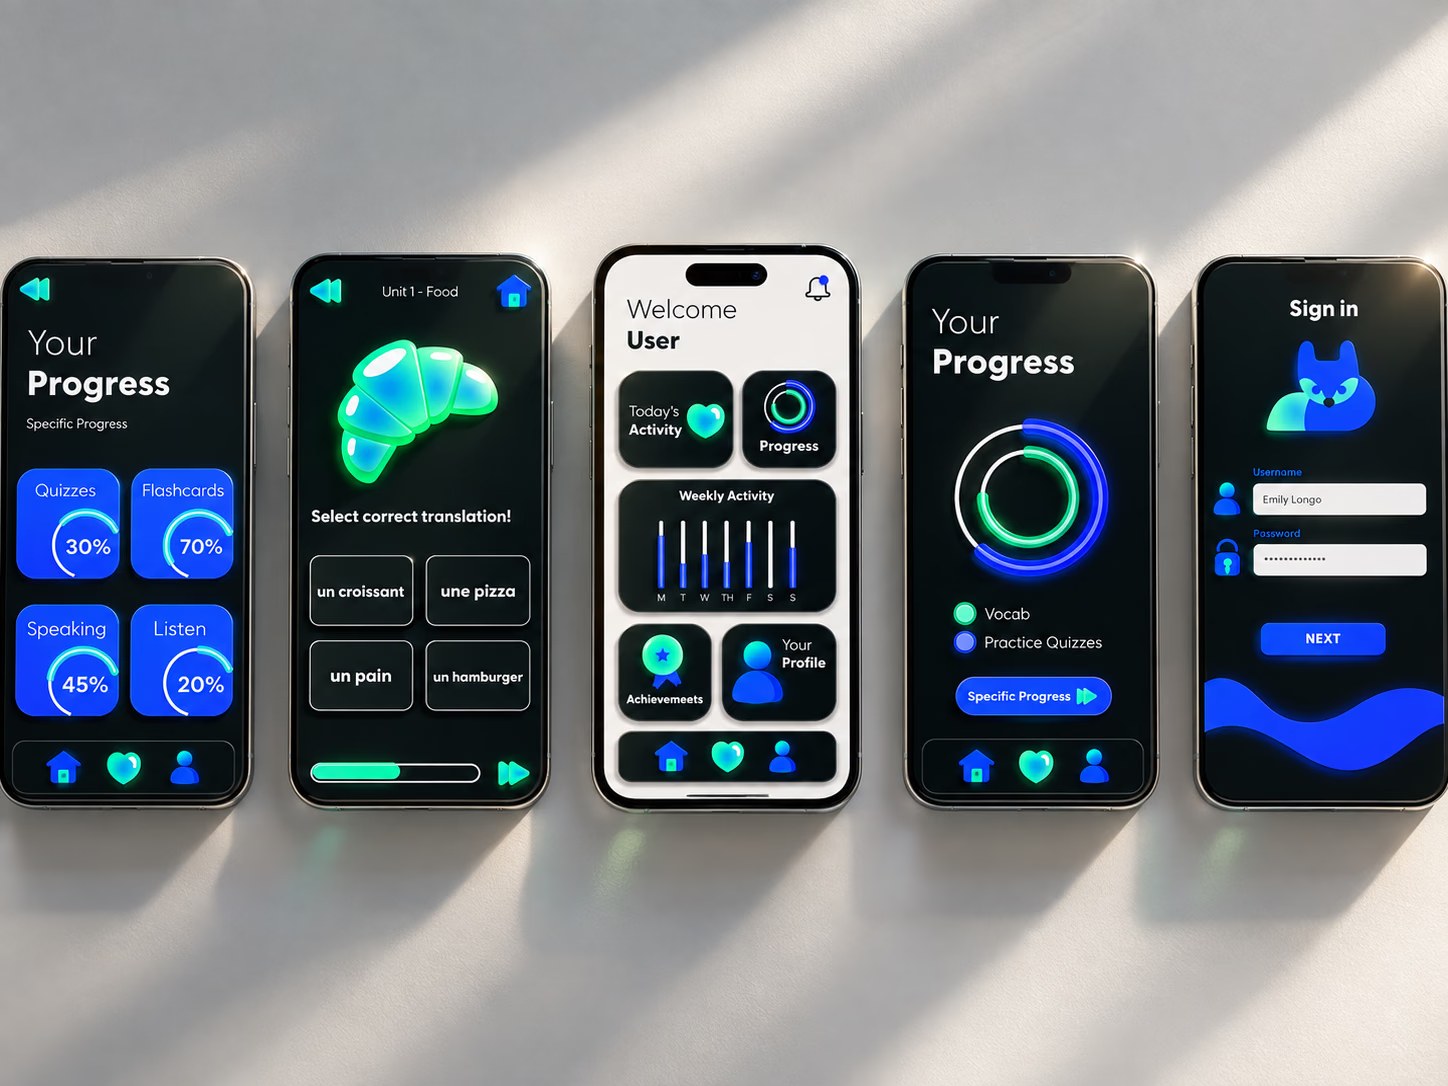 Your
Progress
Specific Progress
Quizzes
30%
Flashcards
70%
Speaking
45%
Listen
20%
Unit 1 - Food
Select correct translation!
un croissant
une pizza
un pain
un hamburger
Welcome
User
Today's
Activity
Progress
Weekly Activity
M T W TH F S S
Achievemeets
Your
Profile
Your
Progress
Vocab
Practice Quizzes
Specific Progress
Sign in
Username
Emily Longo
Password
•••••••••••••
NEXT